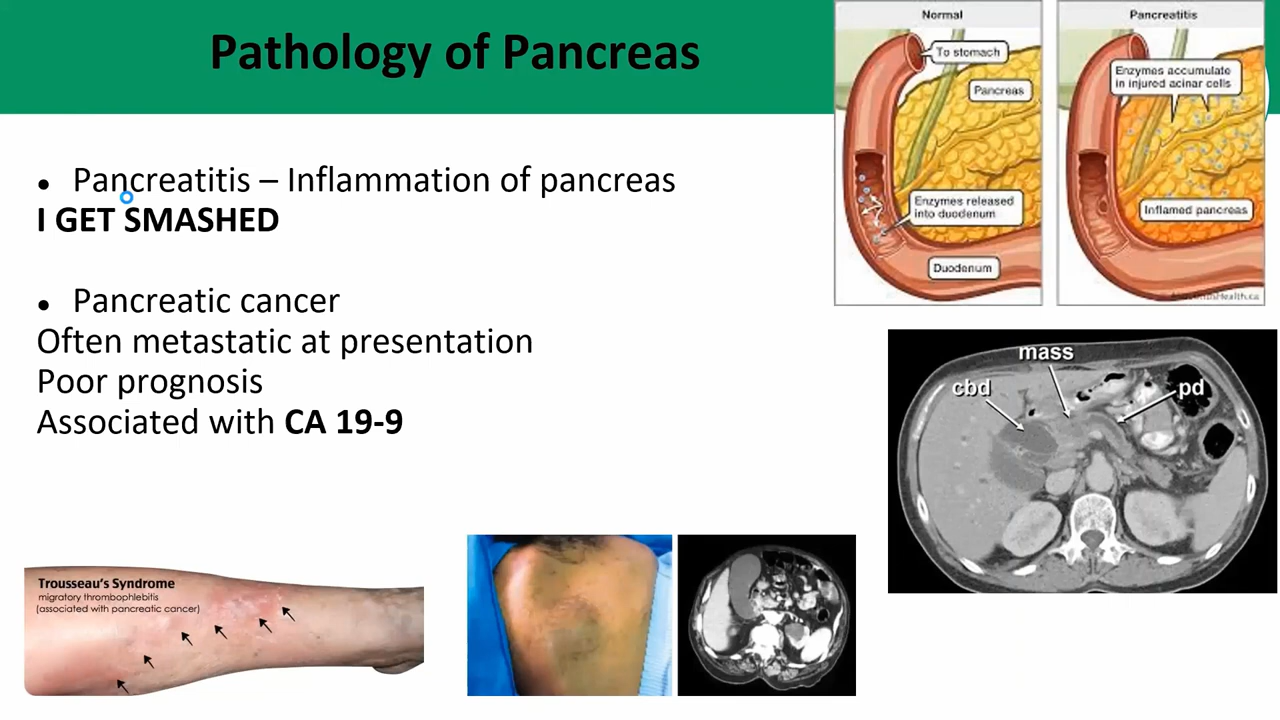 Pathology of Pancreas
● Pancreatitis – Inflammation of pancreas
I GET SMASHED
● Pancreatic cancer
Often metastatic at presentation
Poor prognosis
Associated with CA 19-9
Normal
To stomach
Pancreas
Enzymes released
into duodenum
Duodenum
Pancreatitis
Enzymes accumulate
in injured acinar cells
Inflamed pancreas
mass
cbd
pd
Trousseau's Syndrome
migratory thrombophlebitis
(associated with pancreatic cancer)